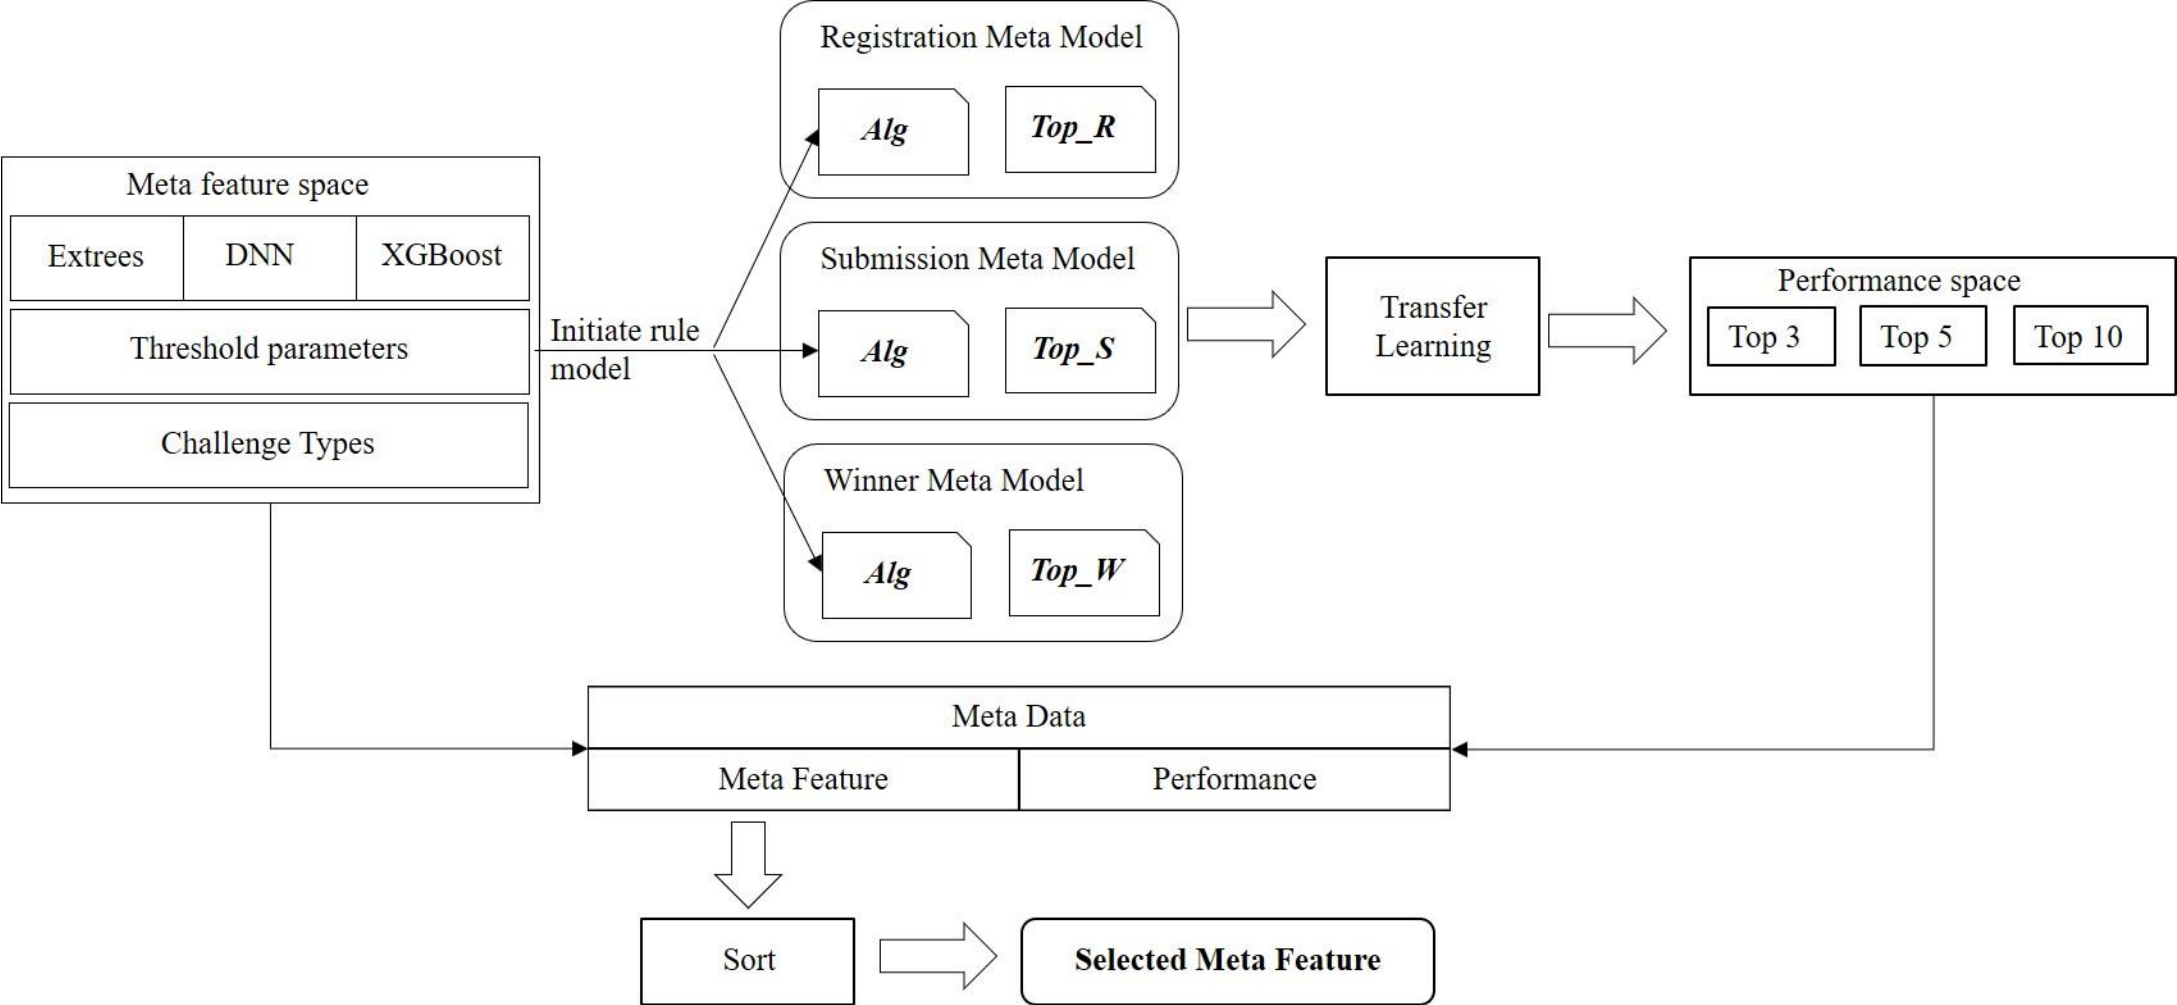 Registration Meta Model
Alg
Top_R
Meta feature space
Extrees
DNN
XGBoost
Threshold parameters
Challenge Types
Initiate rule
model
Submission Meta Model
Alg
Top_S
Winner Meta Model
Alg
Top_W
Transfer
Learning
Performance space
Top 3
Top 5
Top 10
Meta Data
Meta Feature
Performance
Sort
Selected Meta Feature